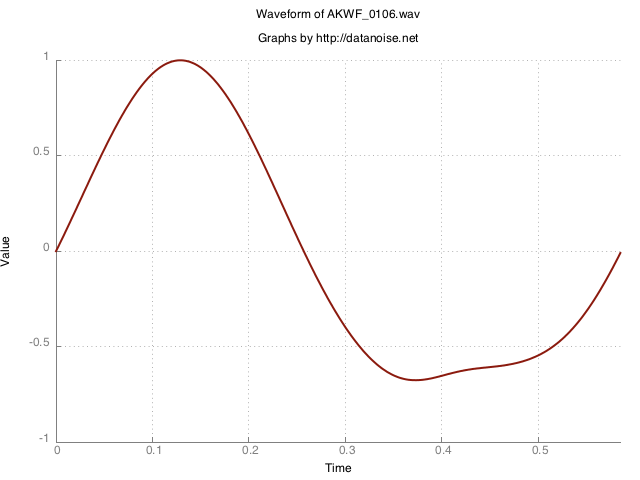 Waveform of AKWF_0106.wav
Graphs by http://datanoise.net
1
0.5
0
-0.5
-1
Value
0 0.1 0.2 0.3 0.4 0.5
Time